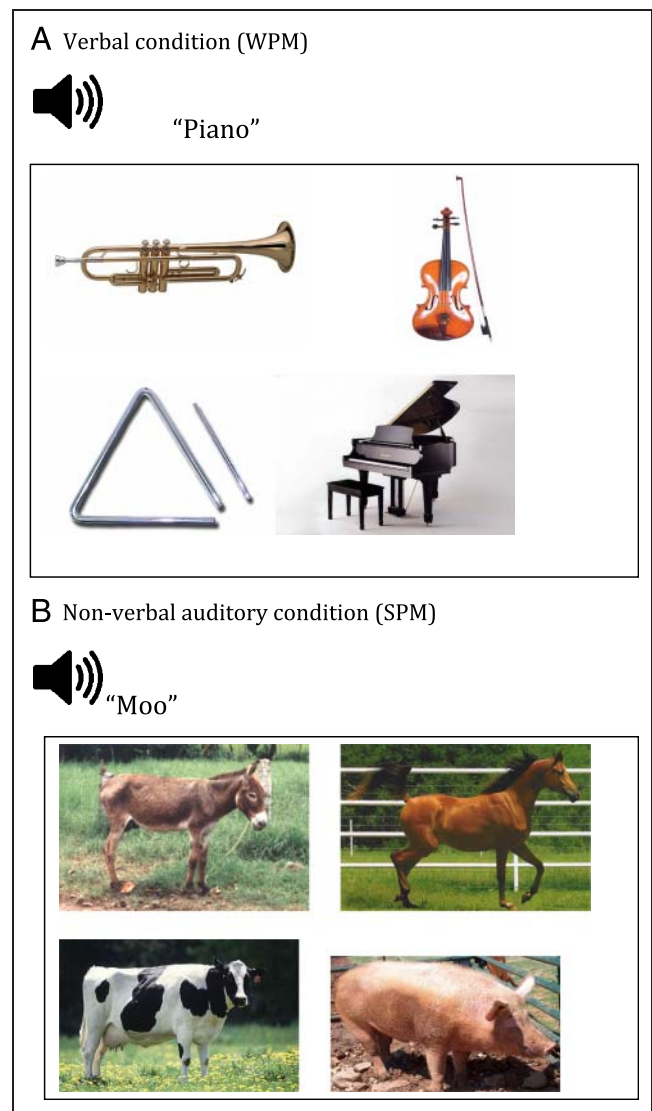 A Verbal condition (WPM)
“Piano”
B Non-verbal auditory condition (SPM)
“Moo”